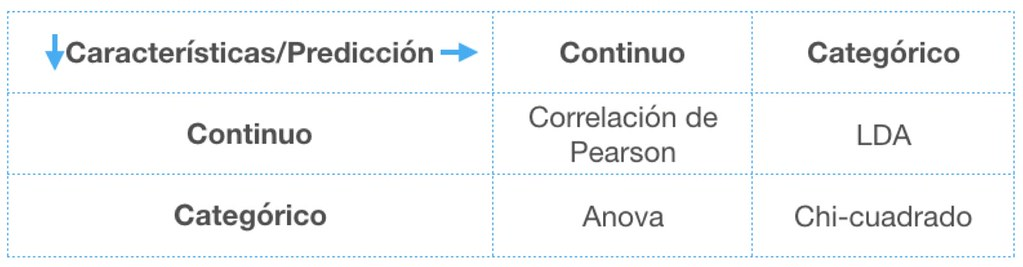 Características/Predicción Continuo Categórico
Continuo Correlación de Pearson LDA
Categórico Anova Chi-cuadrado